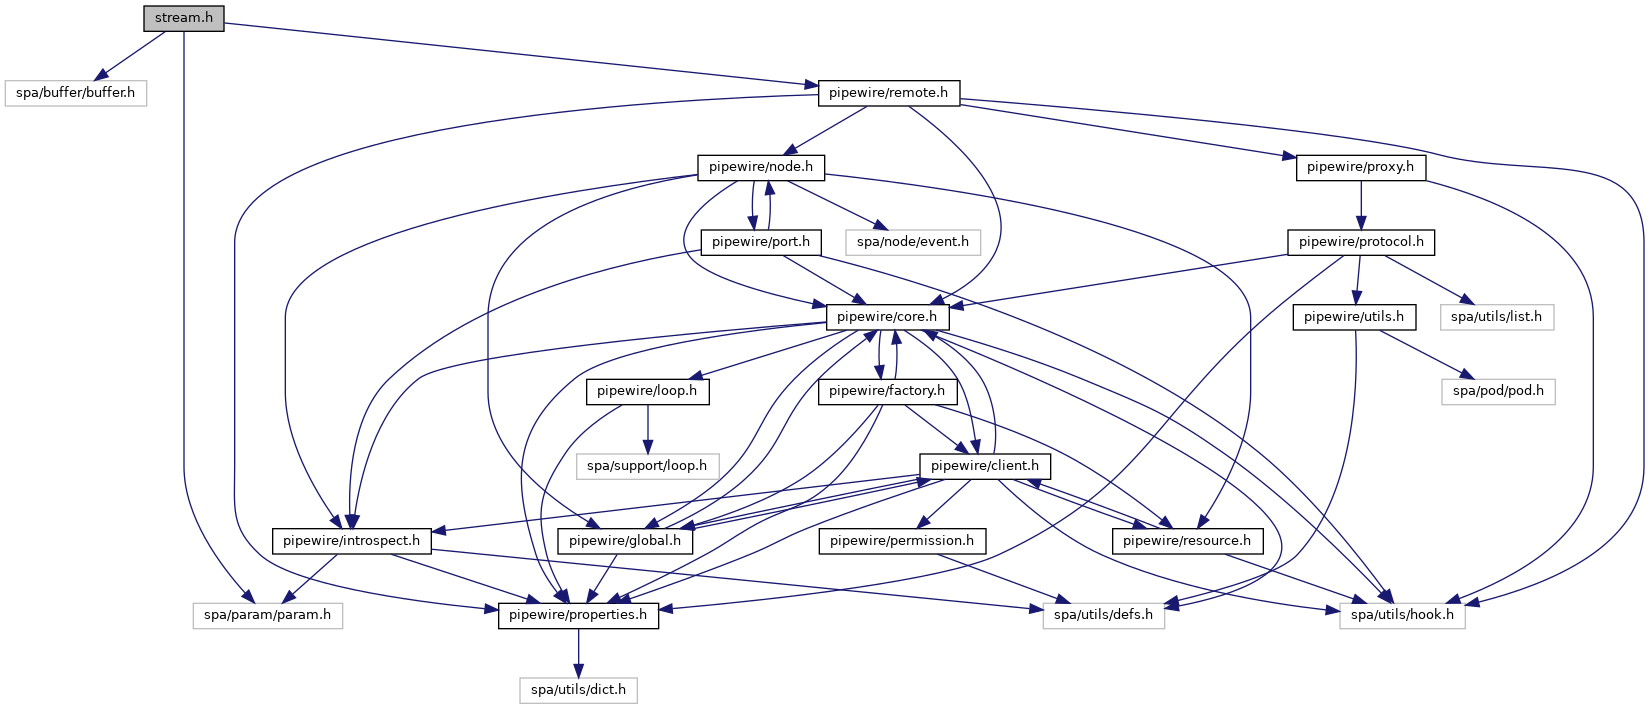 stream.h
spa/buffer/buffer.h
pipewire/remote.h
pipewire/node.h
pipewire/proxy.h
pipewire/port.h
spa/node/event.h
pipewire/protocol.h
pipewire/core.h
pipewire/utils.h
spa/utils/list.h
pipewire/loop.h
pipewire/factory.h
spa/pod/pod.h
spa/support/loop.h
pipewire/client.h
pipewire/introspect.h
pipewire/global.h
pipewire/permission.h
pipewire/resource.h
spa/param/param.h
pipewire/properties.h
spa/utils/defs.h
spa/utils/hook.h
spa/utils/dict.h